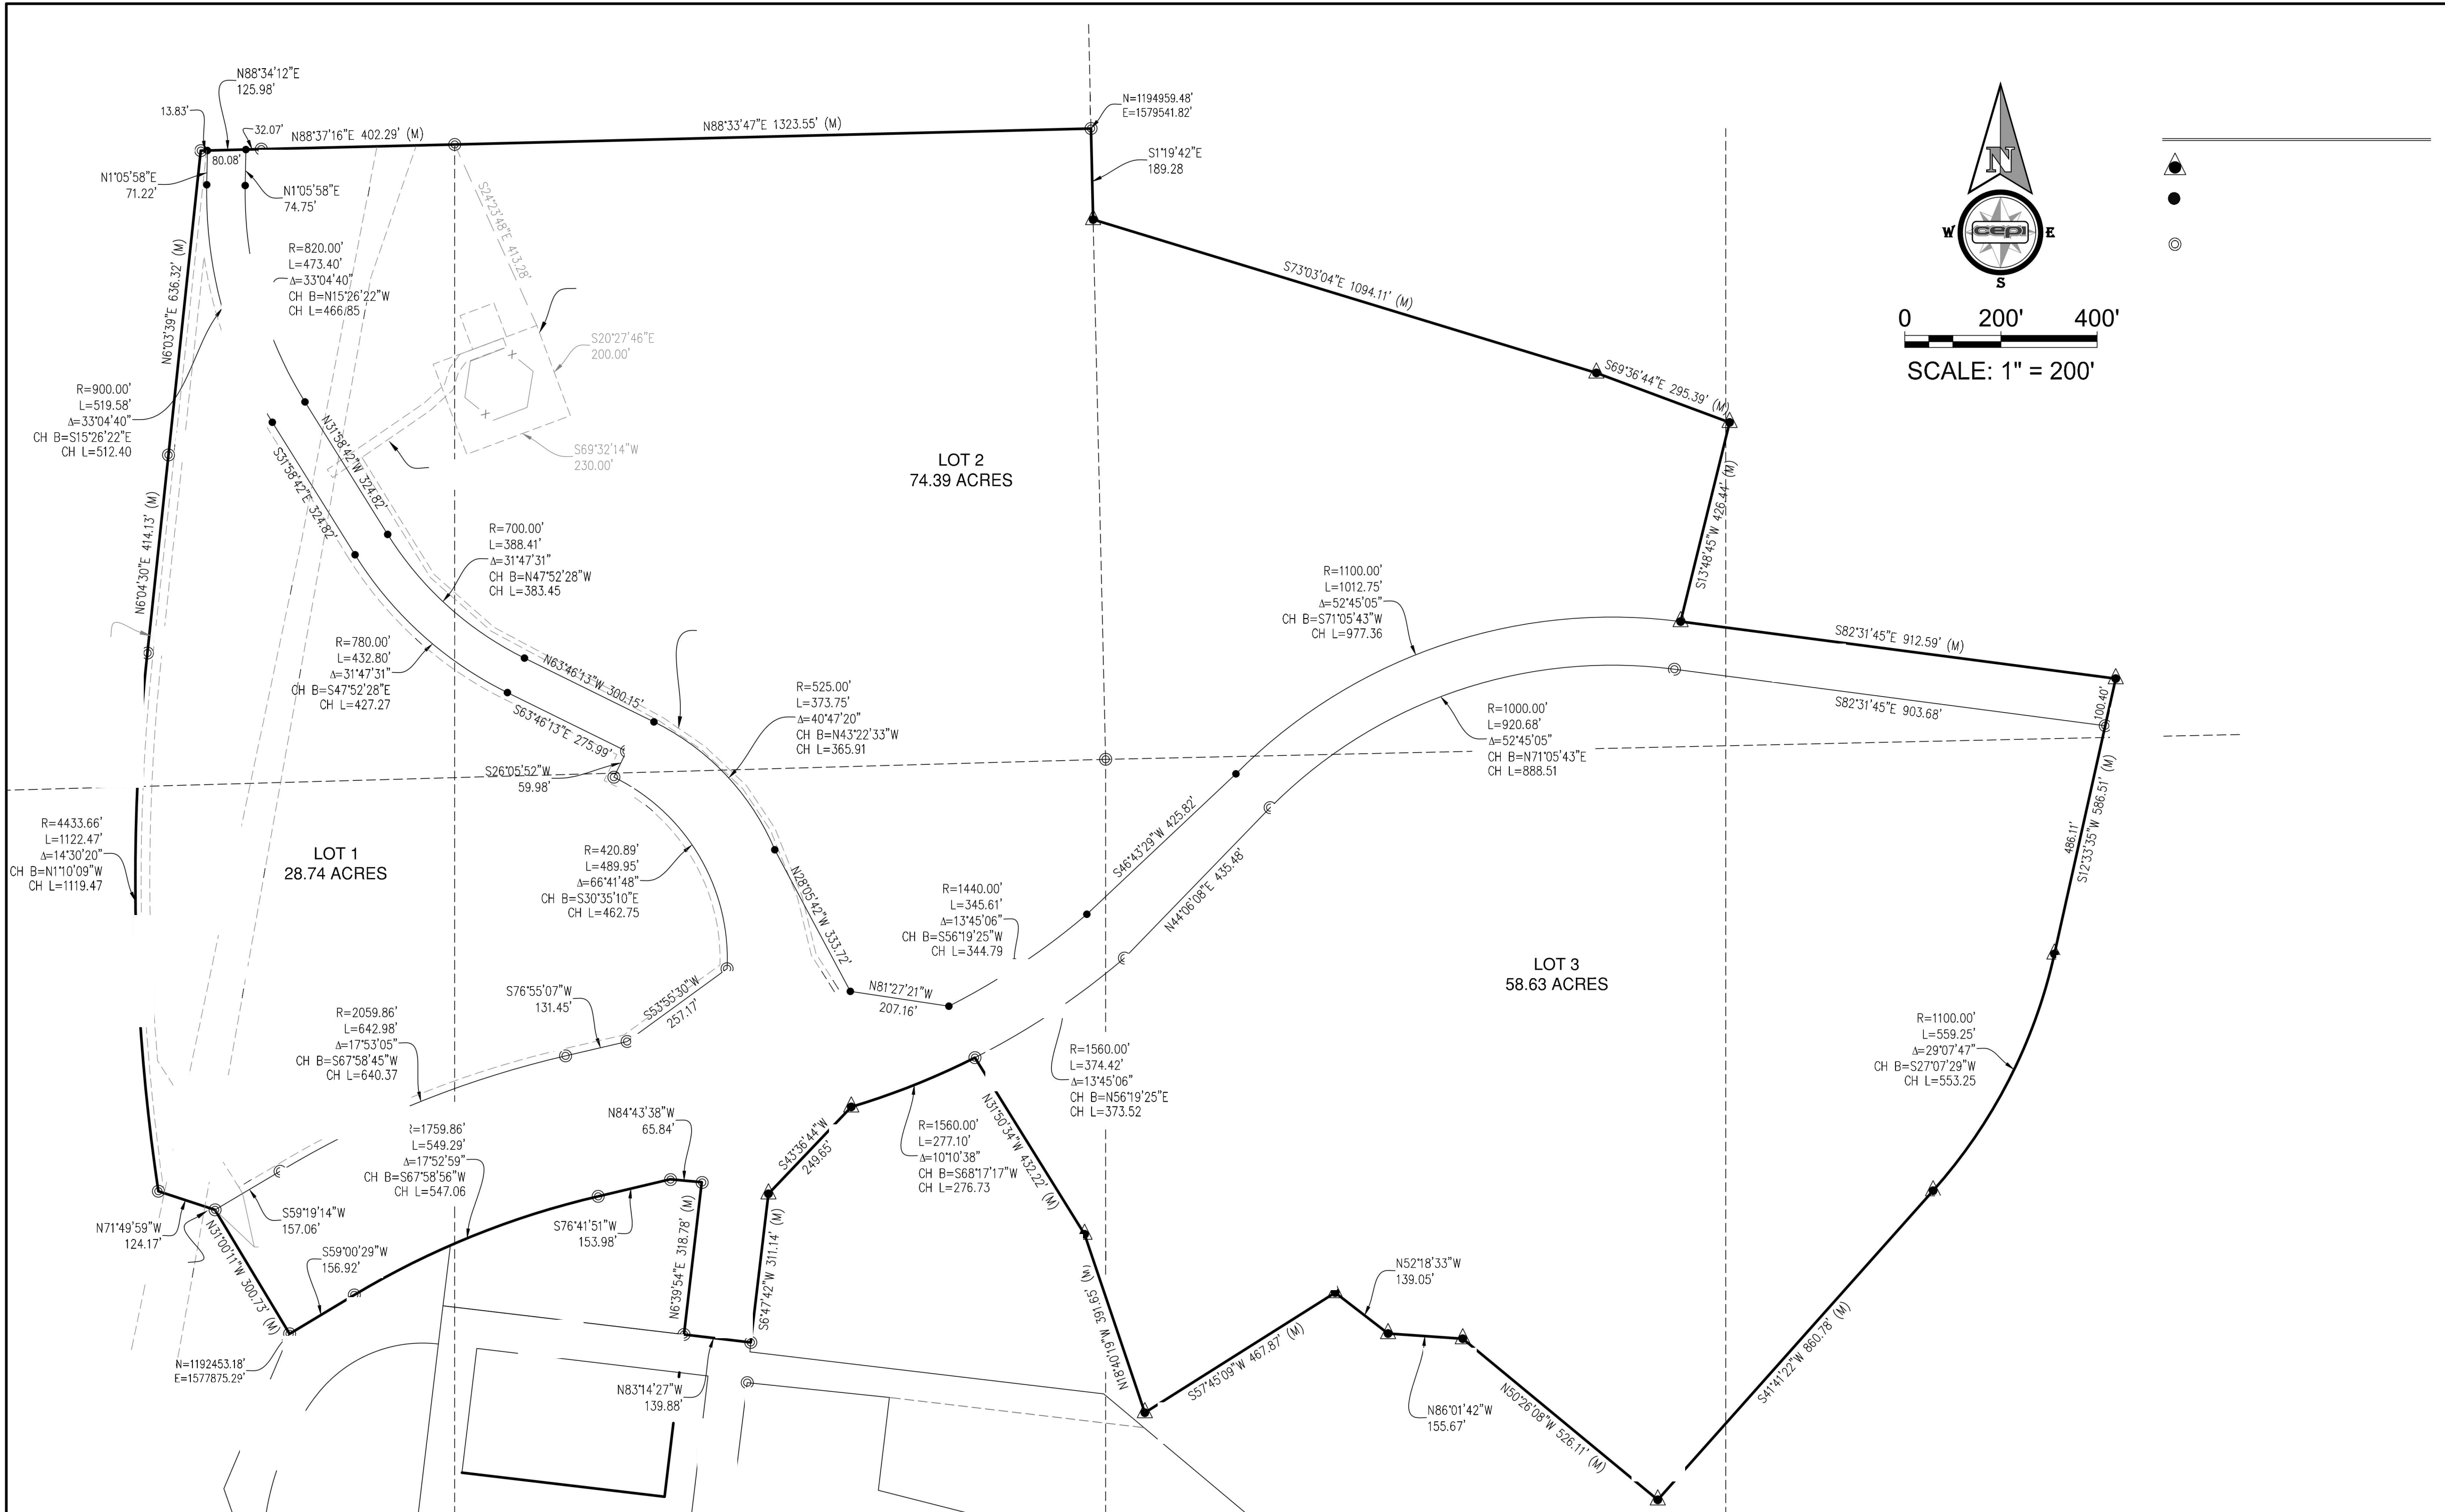 N88°34'12"E
125.98'
13.83'
32.07'
80.08'
N88°37'16"E 402.29' (M)
N88°33'47"E 1323.55' (M)
N=1194959.48'
E=1579541.82'
S1°19'42"E
189.28
N1°05'58"E
71.22'
N1°05'58"E
74.75'
N
W
cepi
E
S
0 200' 400'
SCALE: 1" = 200'
N6°03'39"E 636.32' (M)
R=820.00'
L=473.40'
Δ=33°04'40"
CH B=N15°26'22"W
CH L=466.85
S24°23'48"E 413.28'
S20°27'46"E
200.00'
S69°32'14"W
230.00'
S73°03'04"E 1094.11' (M)
S69°36'44"E 295.39' (M)
R=900.00'
L=519.58'
Δ=33°04'40"
CH B=S15°26'22"E
CH L=512.40
N31°58'42"W 324.82'
S31°58'42"E 324.82'
LOT 2
74.39 ACRES
S13°48'45"W 426.44' (M)
N6°04'30"E 414.13' (M)
R=700.00'
L=388.41'
Δ=31°47'31"
CH B=N47°52'28"W
CH L=383.45
R=1100.00'
L=1012.75'
Δ=52°45'05"
CH B=S71°05'43"W
CH L=977.36
R=780.00'
L=432.80'
Δ=31°47'31"
CH B=S47°52'28"E
CH L=427.27
N63°46'13"W 300.15'
S63°46'13"E 275.99'
S82°31'45"E 912.59' (M)
S82°31'45"E 903.68'
100.40'
R=525.00'
L=373.75'
Δ=40°47'20"
CH B=N43°22'33"W
CH L=365.91
R=1000.00'
L=920.68'
Δ=52°45'05"
CH B=N71°05'43"E
CH L=888.51
S26°05'52"W
59.98'
R=4433.66'
L=1122.47'
Δ=14°30'20"
CH B=N1°10'09"W
CH L=1119.47
LOT 1
28.74 ACRES
R=420.89'
L=489.95'
Δ=66°41'48"
CH B=S30°35'10"E
CH L=462.75
N28°05'42"W 333.72'
S46°43'29"W 425.82'
N44°06'08"E 435.48'
486.11'
S12°33'35"W 586.51' (M)
R=1440.00'
L=345.61'
Δ=13°45'06"
CH B=S56°19'25"W
CH L=344.79
LOT 3
58.63 ACRES
S76°55'07"W
131.45'
S53°55'30"W
257.17'
N81°27'21"W
207.16'
R=2059.86'
L=642.98'
Δ=17°53'05"
CH B=S67°58'45"W
CH L=640.37
R=1100.00'
L=559.25'
Δ=29°07'47"
CH B=S27°07'29"W
CH L=553.25
R=1560.00'
L=374.42'
Δ=13°45'06"
CH B=N56°19'25"E
CH L=373.52
N84°43'38"W
65.84'
R=1759.86'
L=549.29'
Δ=17°52'59"
CH B=S67°58'56"W
CH L=547.06
S43°36'44"W
249.65'
R=1560.00'
L=277.10'
Δ=10°10'38"
CH B=S68°17'17"W
CH L=276.73
N31°50'34"W 432.22' (M)
N71°49'59"W
124.17'
S59°19'14"W
157.06'
N31°00'11"W 300.73' (M)
S59°00'29"W
156.92'
S76°41'51"W
153.98'
N6°39'54"E 318.78' (M)
S6°47'42"W 311.14' (M)
N18°40'19"W 391.65' (M)
N52°18'33"W
139.05'
N=1192453.18'
E=1577875.29'
N83°14'27"W
139.88'
S57°45'09"W 467.87' (M)
N86°01'42"W
155.67'
N50°26'08"W 526.11' (M)
S41°41'22"W 860.78' (M)